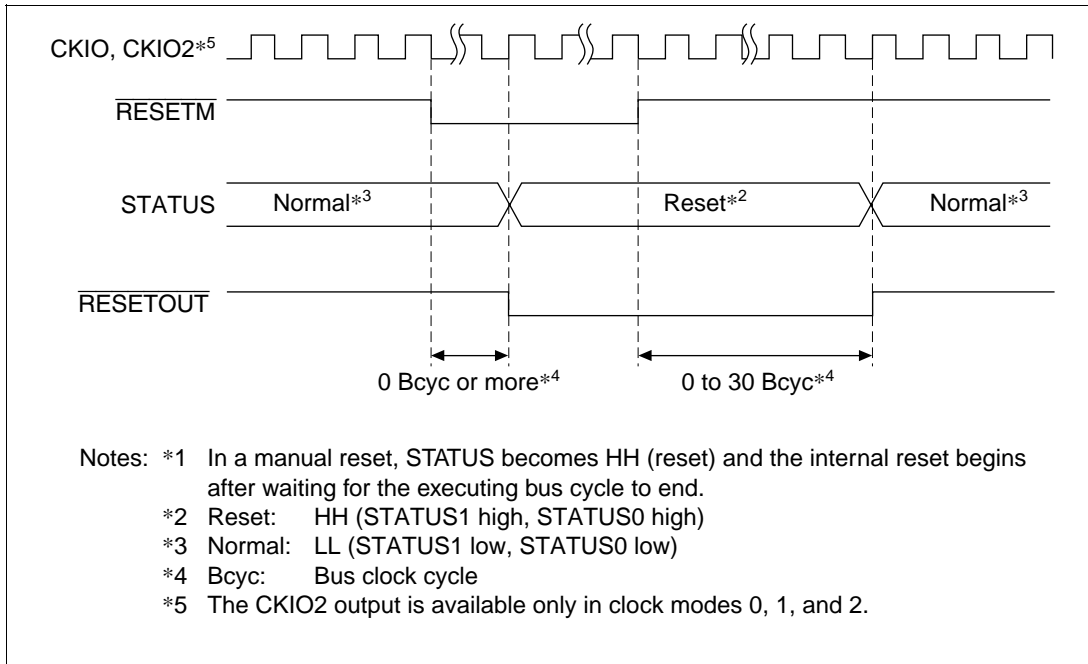 CKIO, CKIO2*5
RESETM
STATUS
Normal*3
Reset*2
Normal*3
RESETOUT
0 Bcyc or more*4
0 to 30 Bcyc*4
Notes: *1 In a manual reset, STATUS becomes HH (reset) and the internal reset begins
after waiting for the executing bus cycle to end.
*2 Reset: HH (STATUS1 high, STATUS0 high)
*3 Normal: LL (STATUS1 low, STATUS0 low)
*4 Bcyc: Bus clock cycle
*5 The CKIO2 output is available only in clock modes 0, 1, and 2.